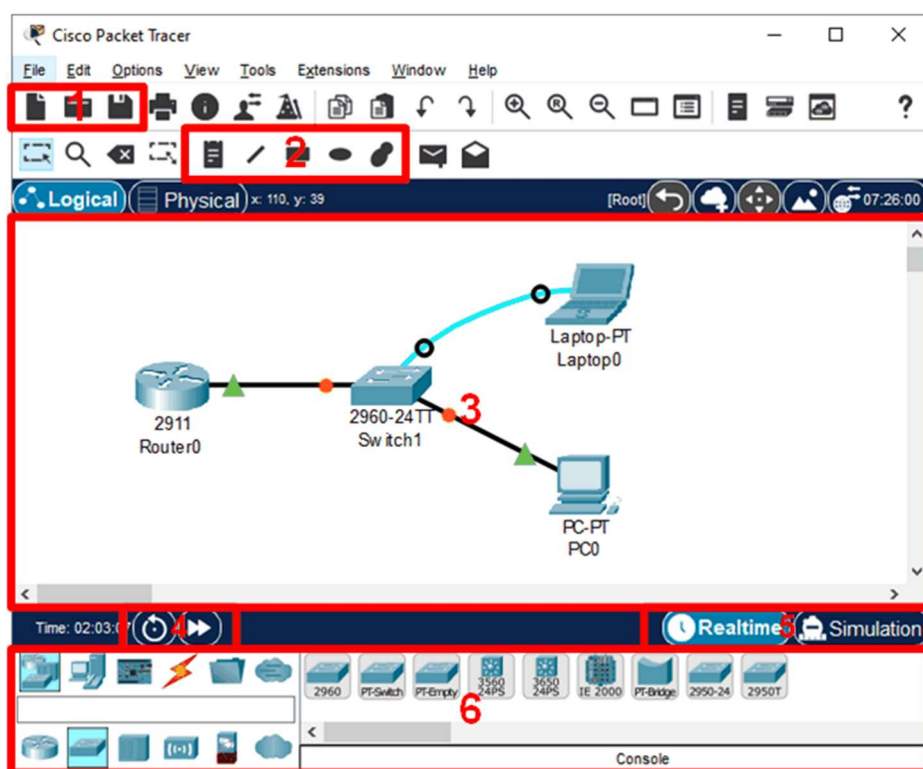 Cisco Packet Tracer
File Edit Options View Tools Extensions Window Help
1
?
2
Logical Physical x: 110, y: 39 [Root] 07:26:00
Laptop-PT
Laptop0
3
2911
Router0
2960-24TT
Switch1
PC-PT
PC0
Time: 02:03:07 4 Realtime 5 Simulation
2960 PT-Switch PT-Empty 3560 24PS 3650 24PS IE 2000 PT-Bridge 2950-24 2950T
6
Console